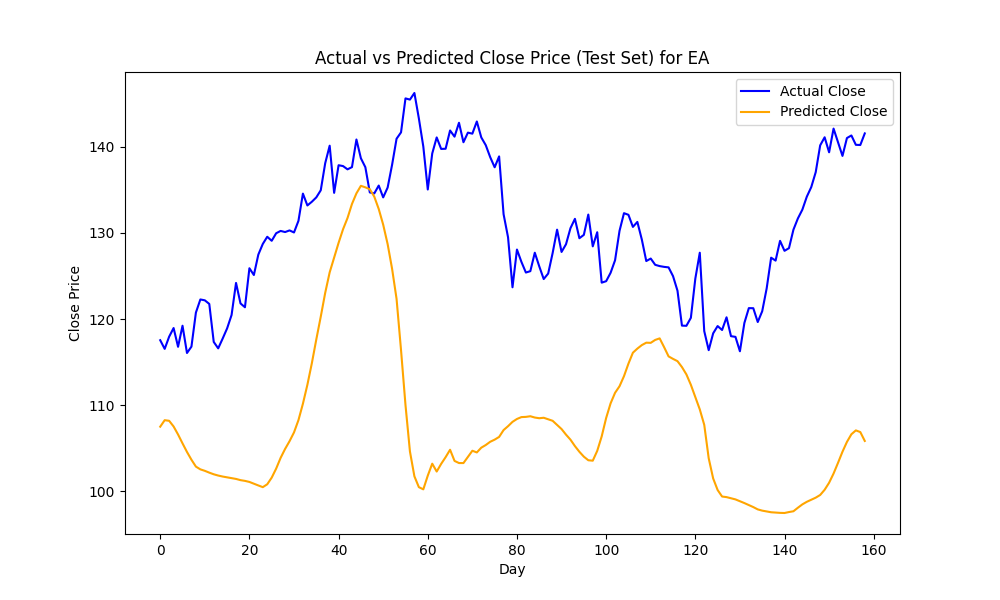 Actual vs Predicted Close Price (Test Set) for EA
Actual Close
Predicted Close
Close Price
140
130
120
110
100
0 20 40 60 80 100 120 140 160
Day